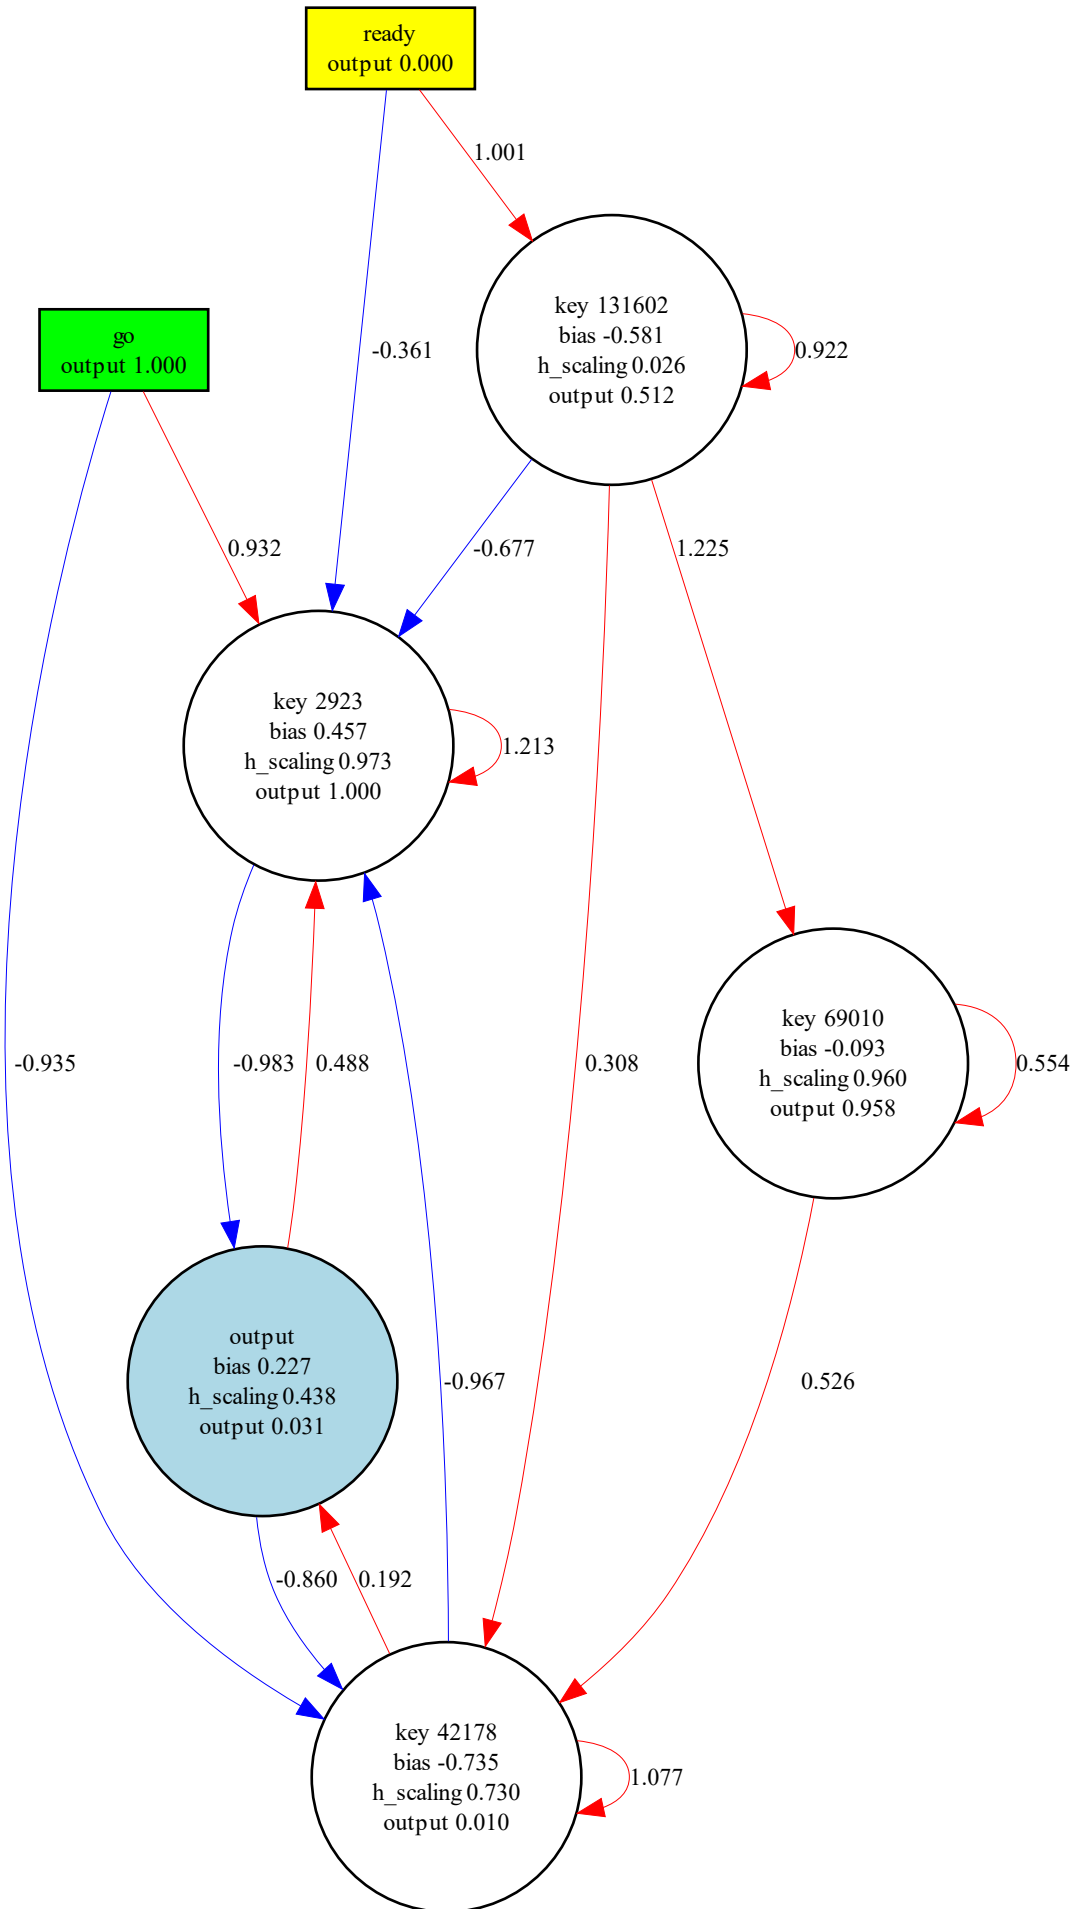 ready
output 0.000
1.001
key 131602
bias -0.581
h_scaling 0.026
output 0.512
0.922
-0.361
go
output 1.000
0.932
-0.677
1.225
key 2923
bias 0.457
h_scaling 0.973
output 1.000
1.213
key 69010
bias -0.093
h_scaling 0.960
output 0.958
0.554
-0.935
-0.983
0.488
0.308
output
bias 0.227
h_scaling 0.438
output 0.031
-0.967
0.526
-0.860
0.192
key 42178
bias -0.735
h_scaling 0.730
output 0.010
1.077